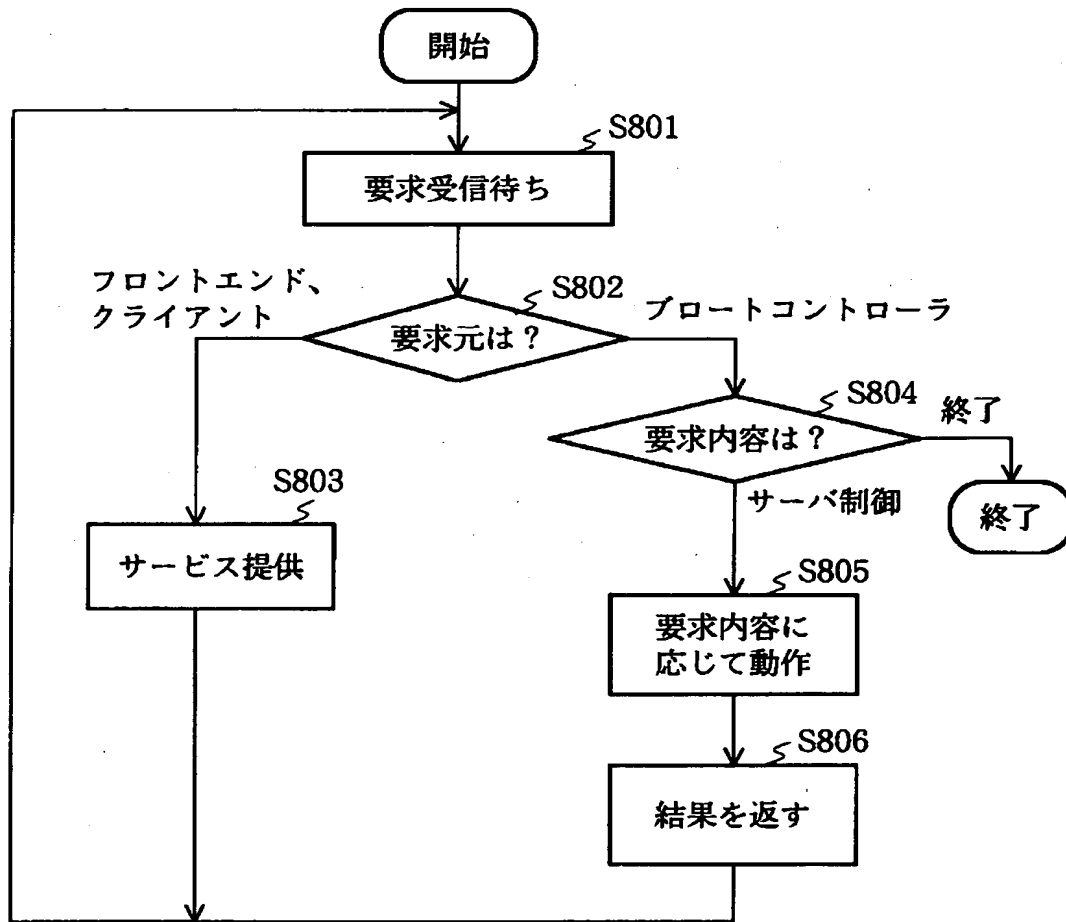 開始
S801
要求受信待ち
フロントエンド、
クライアント
S802
要求元は？
ブロートコントローラ
S804
要求内容は？
終了
サーバ制御
終了
S803
サービス提供
S805
要求内容に
応じて動作
S806
結果を返す